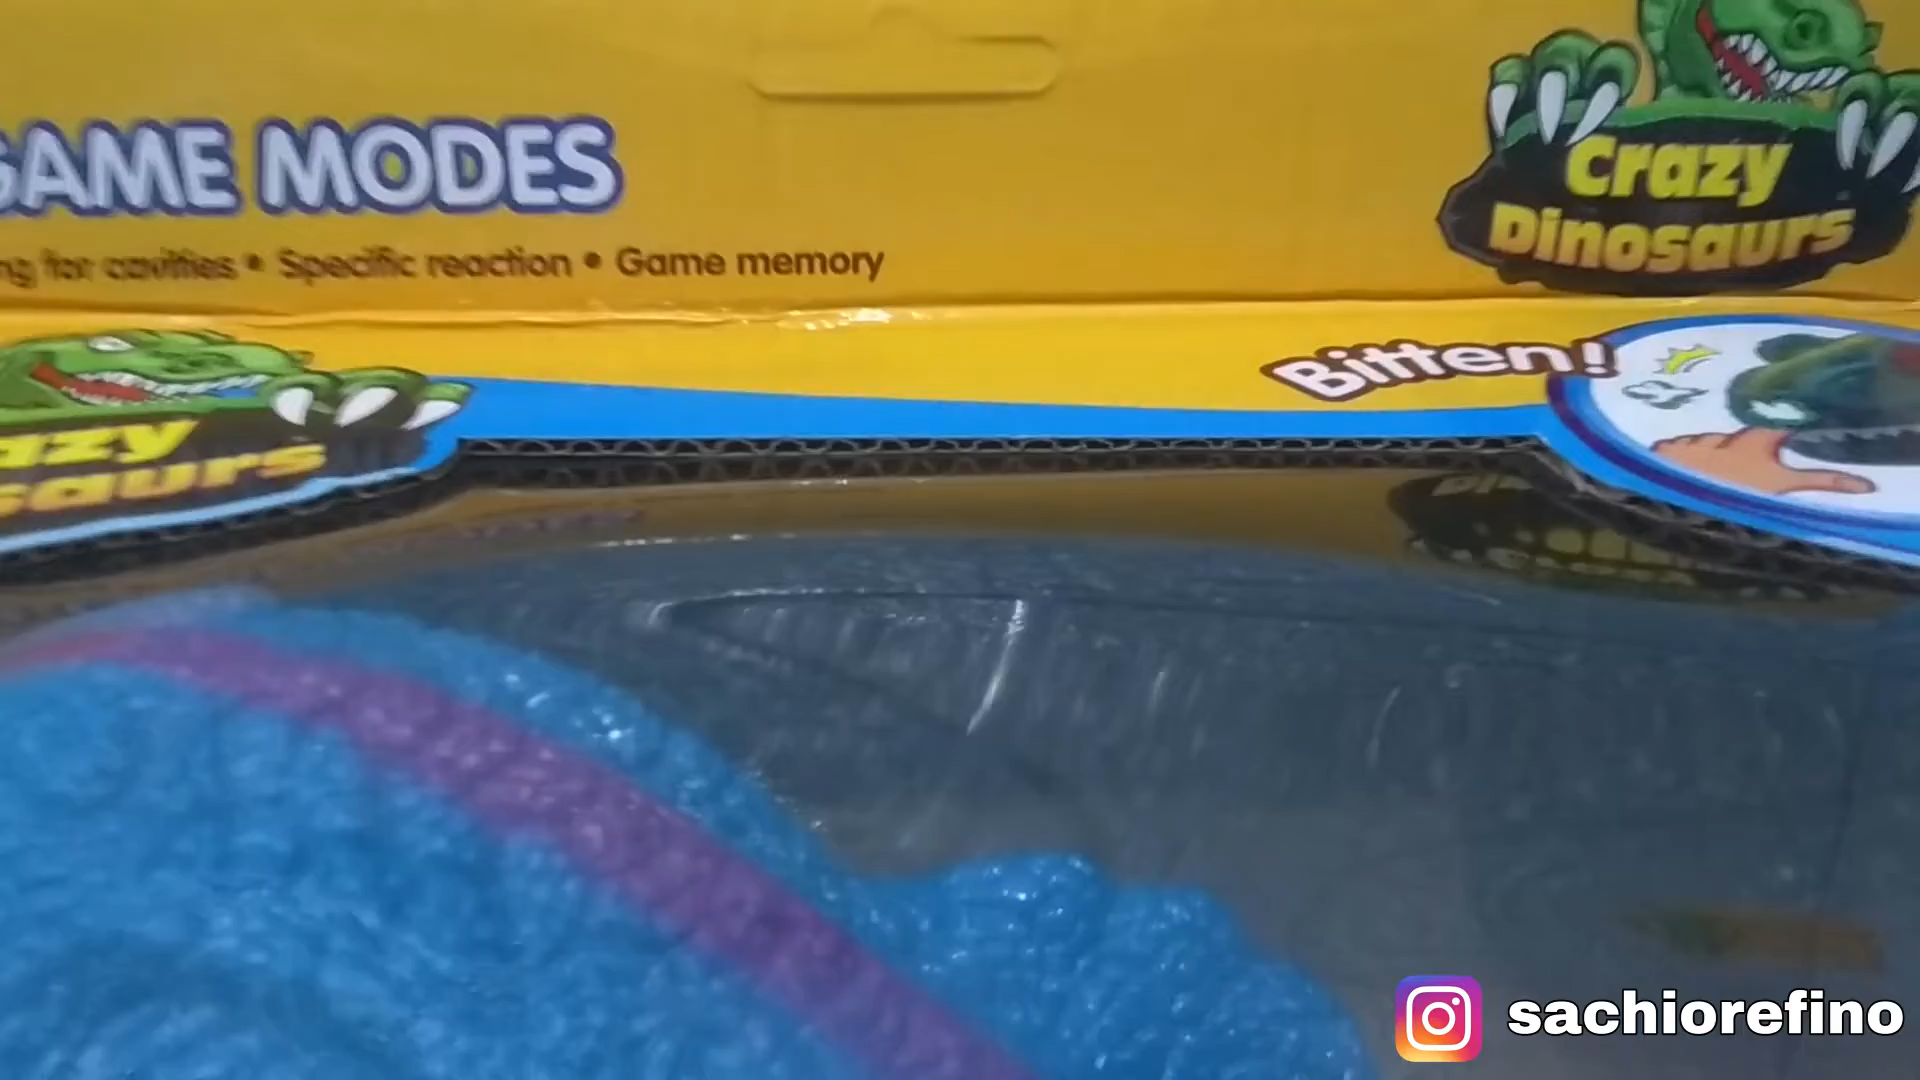 GAME MODES
ng for cavities • Specific reaction • Game memory
Crazy
Dinosaurs
Bitten!
azy
saurs
sachiorefino